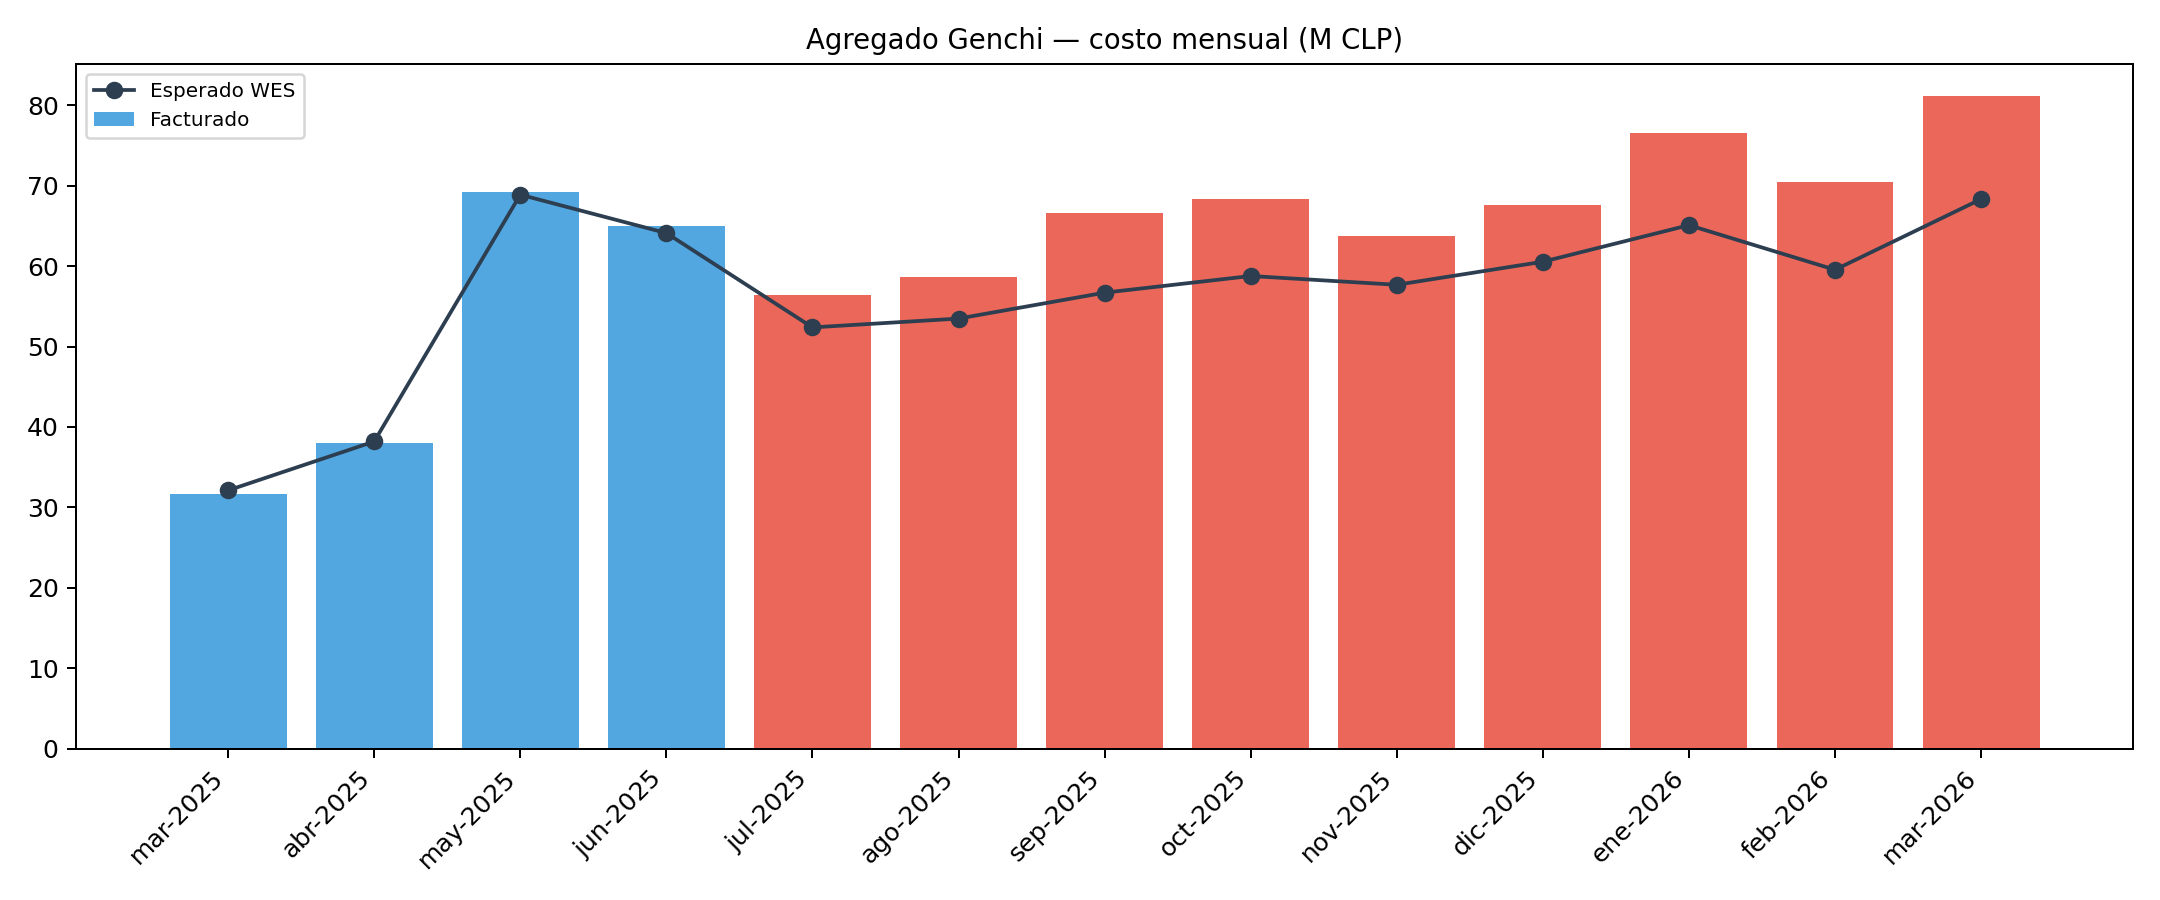 Agregado Genchi — costo mensual (M CLP)
Esperado WES
Facturado
80
70
60
50
40
30
20
10
0
mar-2025
abr-2025
may-2025
jun-2025
jul-2025
ago-2025
sep-2025
oct-2025
nov-2025
dic-2025
ene-2026
feb-2026
mar-2026